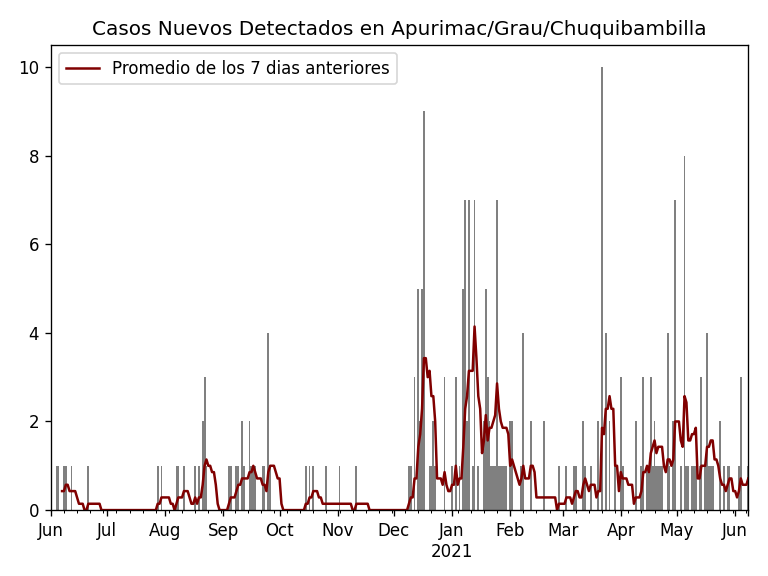 Casos Nuevos Detectados en Apurimac/Grau/Chuquibambilla
Promedio de los 7 dias anteriores
10
8
6
4
2
0
Jun Jul Aug Sep Oct Nov Dec Jan Feb Mar Apr May Jun
2021